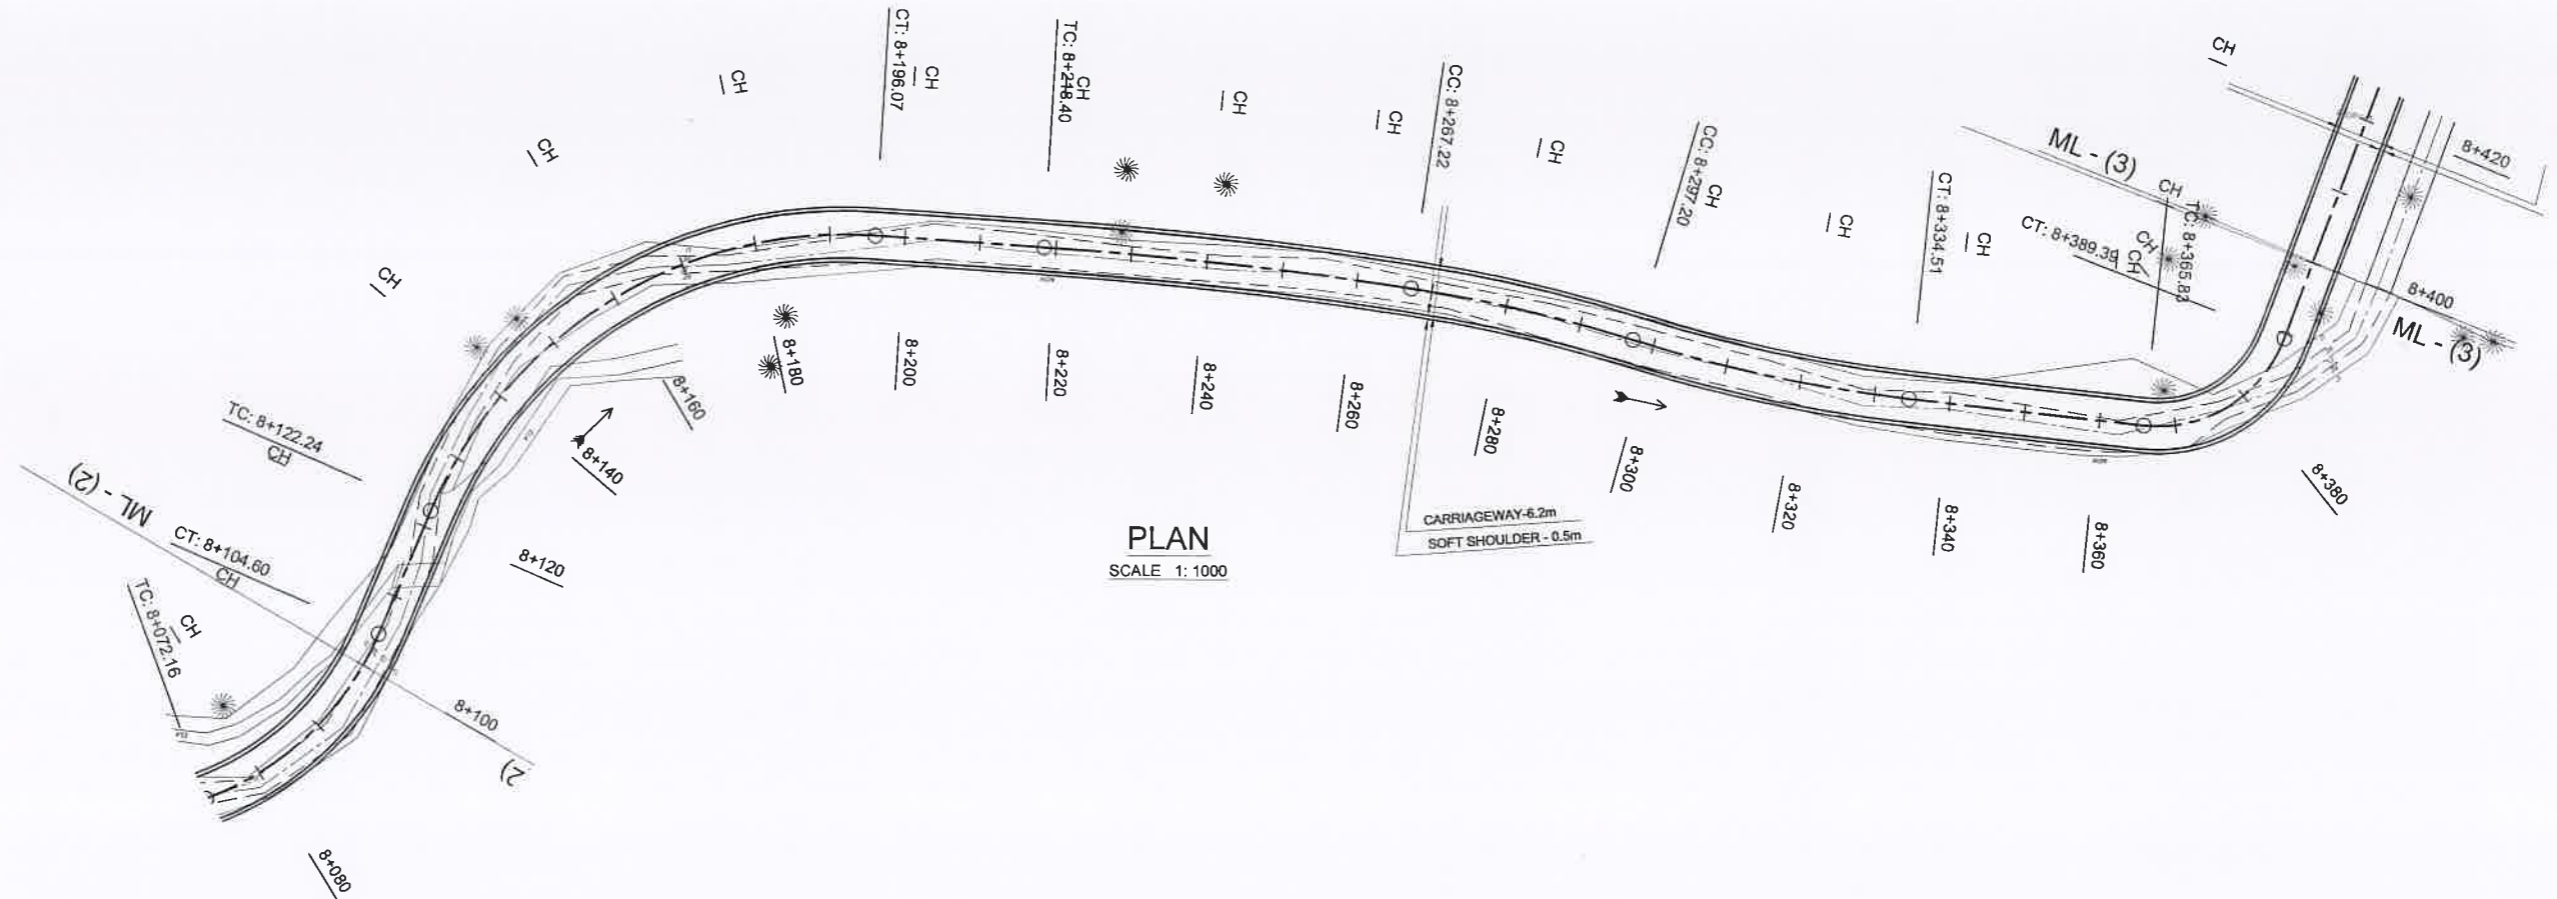 CH
CH
CH
CT: 8+196.07
CH
TC: 8+218.40
CH
CH
CH
CC: 8+267.22
CH
CC: 8+297.20
CH
CH
CT: 8+334.51
CH
CH
ML - (3)
CH
TC: 8+365.83
CT: 8+389.39
CH
CH
8+420
8+400
ML - (3)
TC: 8+122.24
CH
ML - (2)
CT: 8+104.60
CH
TC: 8+072.16
CH
8+080
8+100
2)
8+120
8+140
8+160
8+180
8+200
8+220
8+240
8+260
8+280
8+300
8+320
8+340
8+360
8+380
CARRIAGEWAY-6.2m
SOFT SHOULDER - 0.5m
PLAN
SCALE 1: 1000